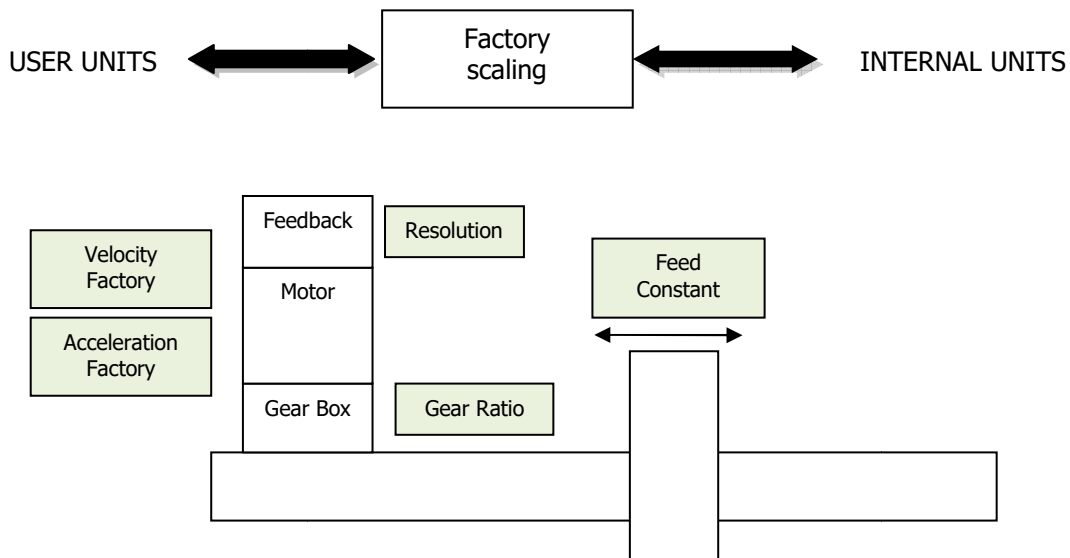 USER UNITS
Factory
scaling
INTERNAL UNITS
Feedback
Resolution
Velocity
Factory
Feed
Constant
Motor
Acceleration
Factory
Gear Box
Gear Ratio